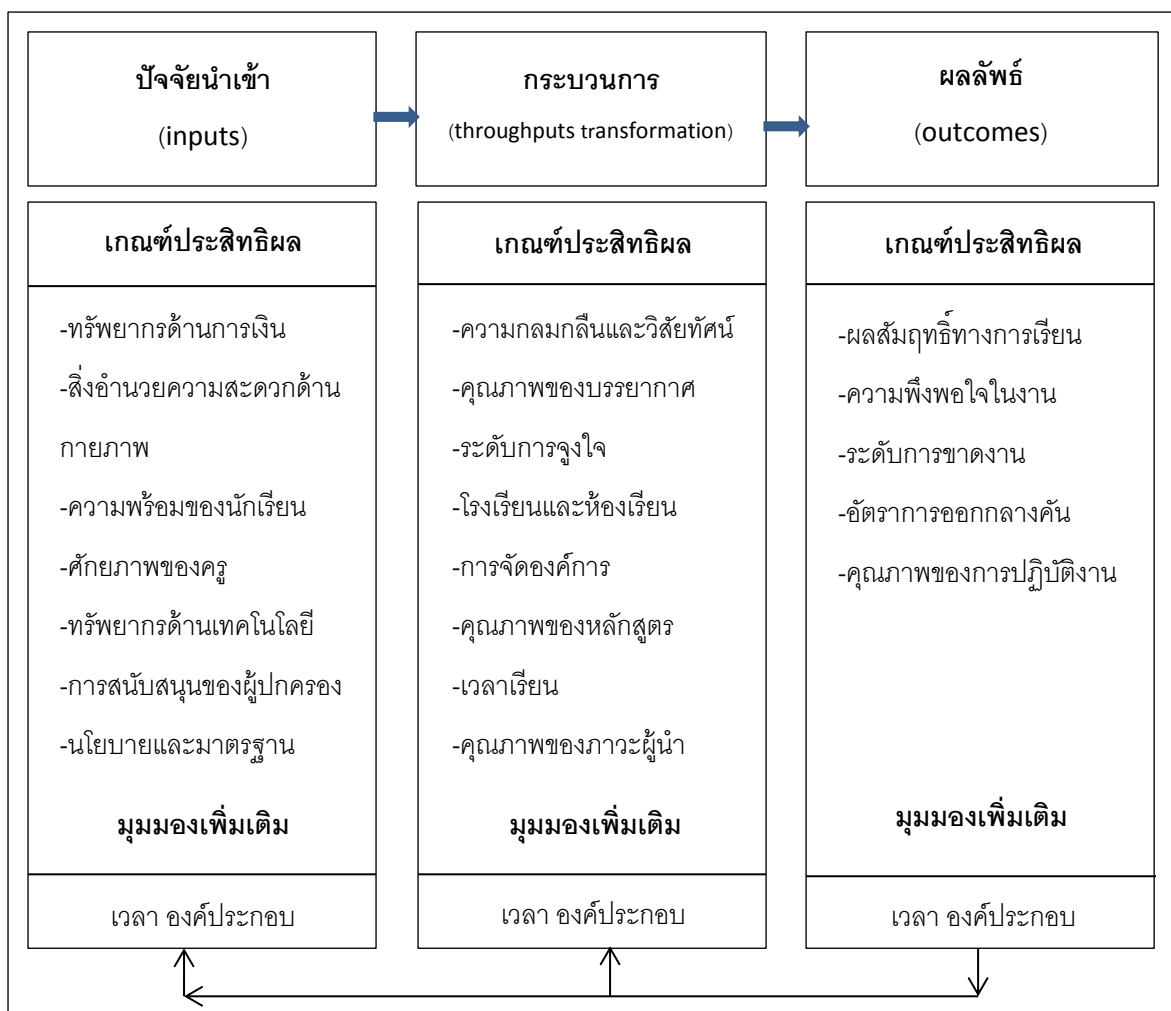 ปัจจัยนำเข้า
(inputs)
กระบวนการ
(throughputs transformation)
ผลลัพธ์
(outcomes)
เกณฑ์ประสิทธิผล
-ทรัพยากรด้านการเงิน
-สิ่งอำนวยความสะดวกด้าน
กายภาพ
-ความพร้อมของนักเรียน
-ศักยภาพของครู
-ทรัพยากรด้านเทคโนโลยี
-การสนับสนุนของผู้ปกครอง
-นโยบายและมาตรฐาน
มุมมองเพิ่มเติม
เวลา องค์ประกอบ
เกณฑ์ประสิทธิผล
-ความกลมกลืนและวิสัยทัศน์
-คุณภาพของบรรยากาศ
-ระดับการจูงใจ
-โรงเรียนและห้องเรียน
-การจัดองค์การ
-คุณภาพของหลักสูตร
-เวลาเรียน
-คุณภาพของภาวะผู้นำ
มุมมองเพิ่มเติม
เวลา องค์ประกอบ
เกณฑ์ประสิทธิผล
-ผลสัมฤทธิ์ทางการเรียน
-ความพึงพอใจในงาน
-ระดับการขาดงาน
-อัตราการออกกลางคัน
-คุณภาพของการปฏิบัติงาน
มุมมองเพิ่มเติม
เวลา องค์ประกอบ